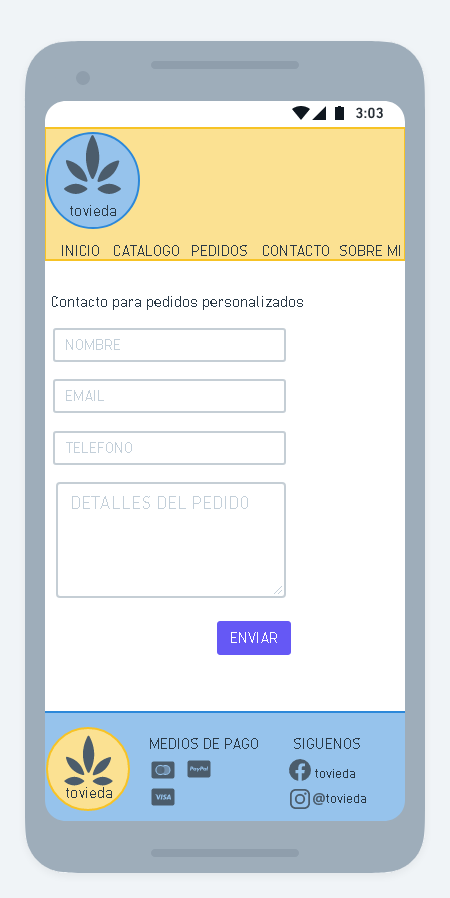 3:03
tovieda
INICIO CATALOGO PEDIDOS CONTACTO SOBRE MI
Contacto para pedidos personalizados
NOMBRE
EMAIL
TELEFONO
DETALLES DEL PEDIDO
ENVIAR
tovieda
MEDIOS DE PAGO
PayPal
VISA
SIGUENOS
tovieda
@tovieda